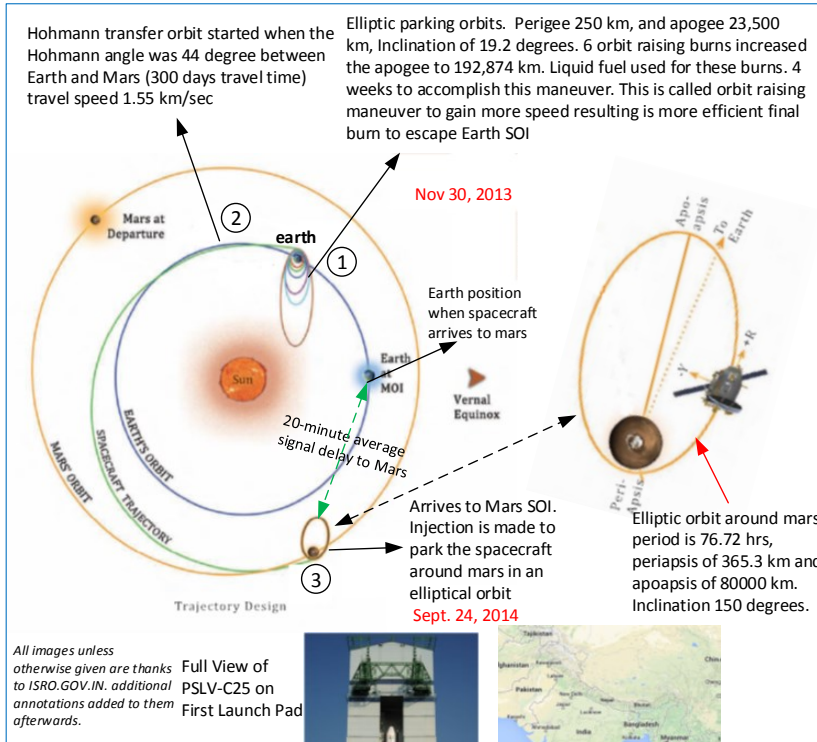 Hohmann transfer orbit started when the
Hohmann angle was 44 degree between
Earth and Mars (300 days travel time)
travel speed 1.55 km/sec
Elliptic parking orbits.  Perigee 250 km, and apogee 23,500
km, Inclination of 19.2 degrees. 6 orbit raising burns increased
the apogee to 192,874 km. Liquid fuel used for these burns. 4
weeks to accomplish this maneuver. This is called orbit raising
maneuver to gain more speed resulting is more efficient final
burn to escape Earth SOI
Nov 30, 2013
Mars at
Departure
2
earth
1
Earth position
when spacecraft
arrives to mars
Sun
Earth
at
MOI
Vernal
Equinox
EARTH'S ORBIT
SPACECRAFT TRAJECTORY
MARS' ORBIT
20-minute average
signal delay to Mars
Apo-
apsis
To
Earth
+R
-Y
Peri-
Apsis
Arrives to Mars SOI.
Injection is made to
park the spacecraft
around mars in an
elliptical orbit
Sept. 24, 2014
3
Trajectory Design
Elliptic orbit around mars
period is 76.72 hrs,
periapsis of 365.3 km and
apoapsis of 80000 km.
Inclination 150 degrees.
All images unless
otherwise given are thanks
to ISRO.GOV.IN. additional
annotations added to them
afterwards.
Full View of
PSLV-C25 on
First Launch Pad
Tajikistan
Afghanistan
Pakistan
New Delhi
Nepal
Bhutan
Bangladesh
India
Myanmar